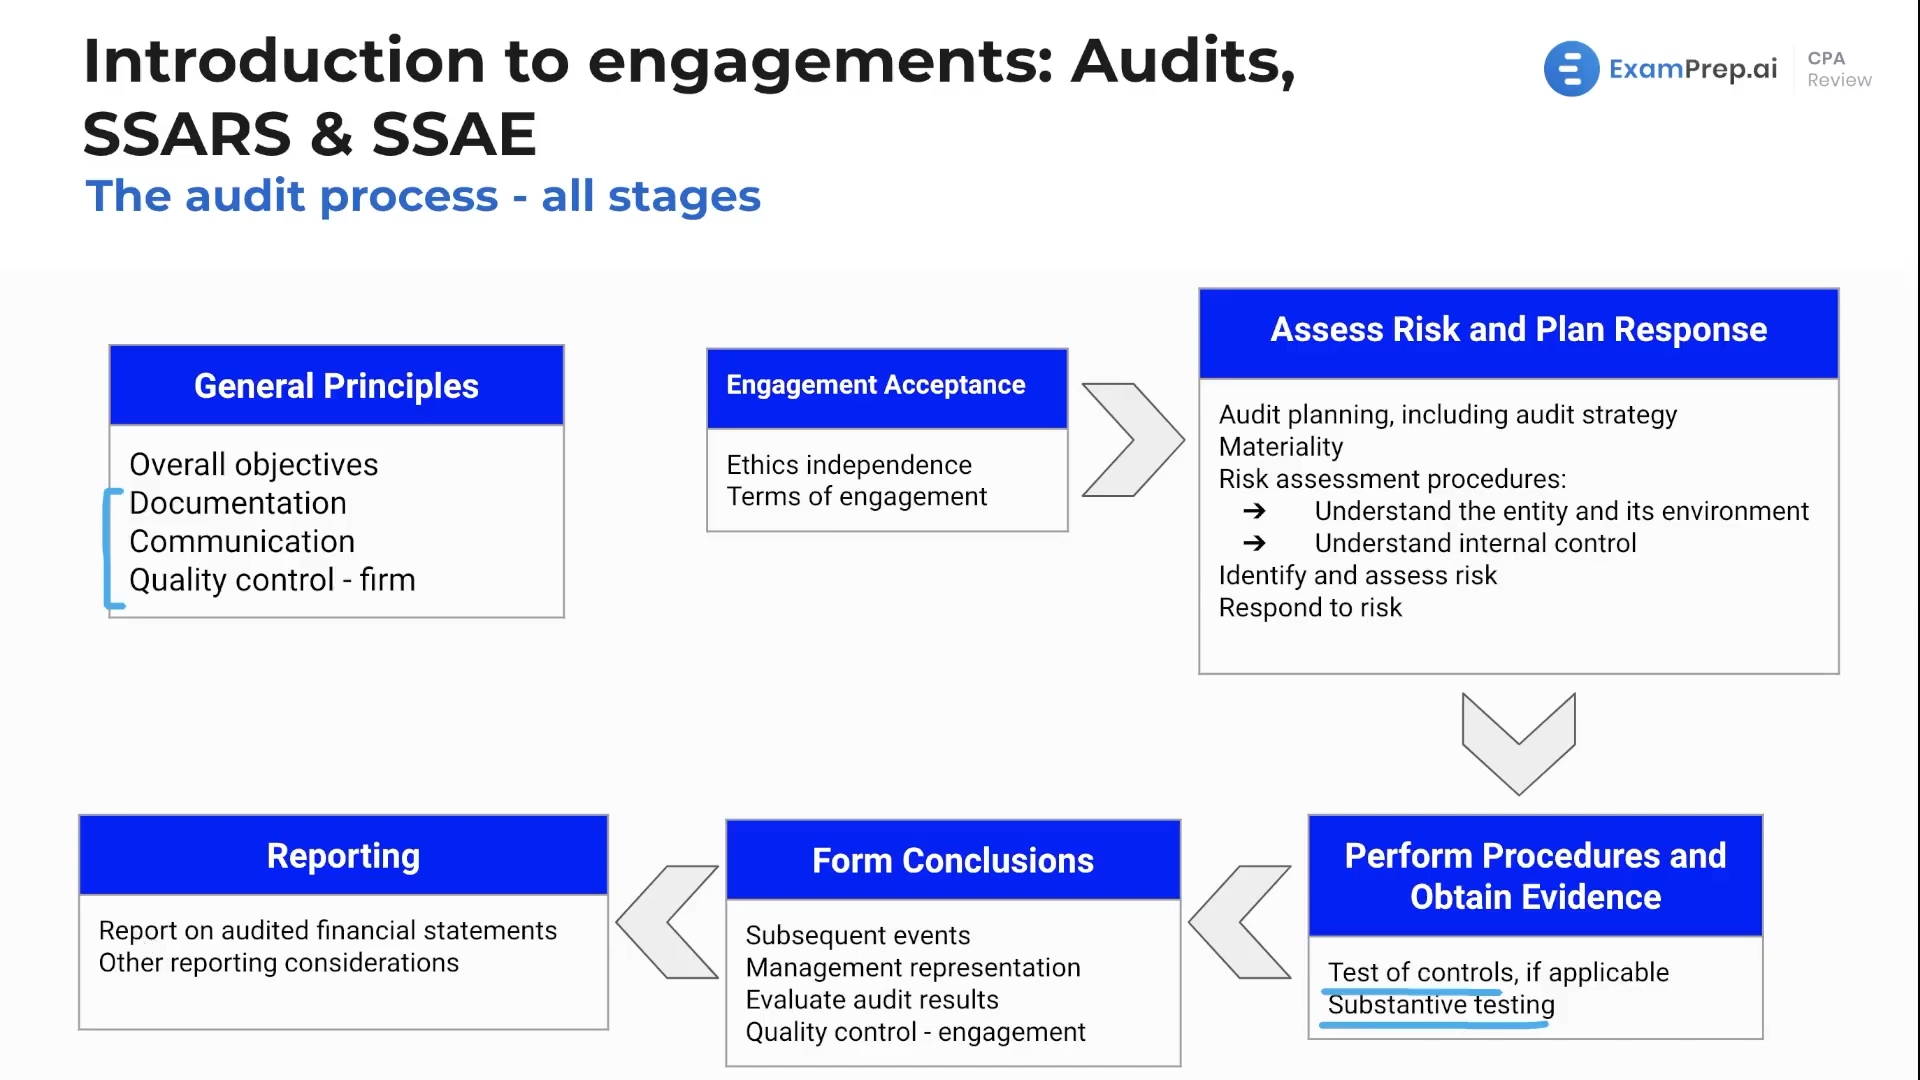 Introduction to engagements: Audits,
SSARS & SSAE
The audit process - all stages
ExamPrep.ai
CPA
Review
General Principles
Overall objectives
Documentation
Communication
Quality control - firm
Engagement Acceptance
Ethics independence
Terms of engagement
Assess Risk and Plan Response
Audit planning, including audit strategy
Materiality
Risk assessment procedures:
➔ Understand the entity and its environment
➔ Understand internal control
Identify and assess risk
Respond to risk
Perform Procedures and
Obtain Evidence
Test of controls, if applicable
Substantive testing
Form Conclusions
Subsequent events
Management representation
Evaluate audit results
Quality control - engagement
Reporting
Report on audited financial statements
Other reporting considerations